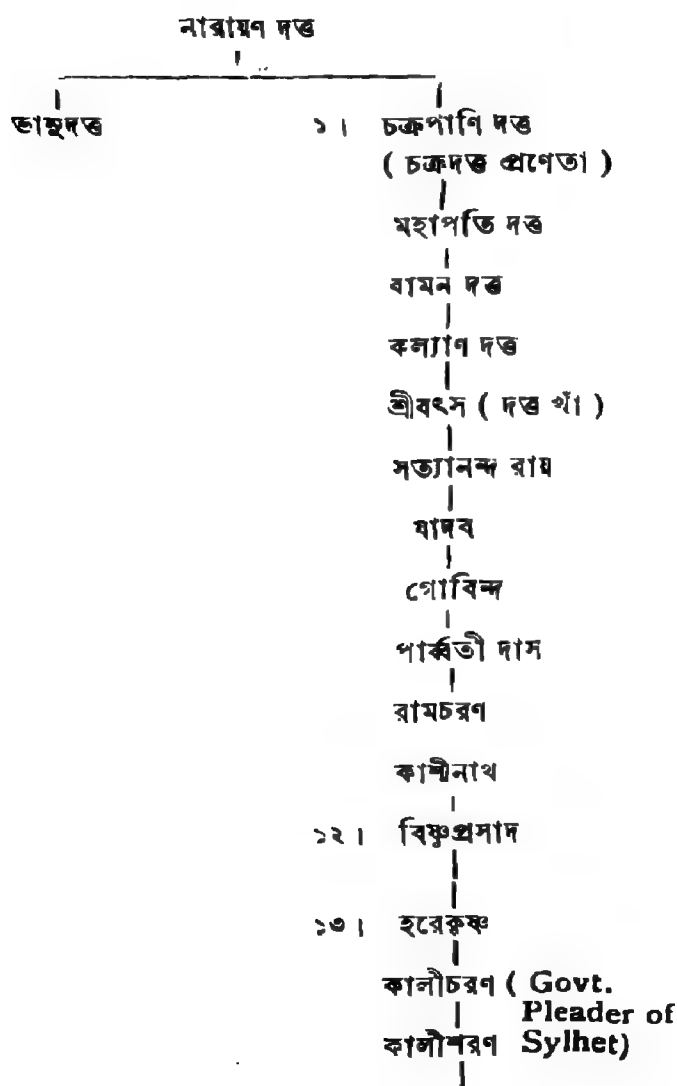 নারায়ণ দত্ত
ভানুদত্ত ১। চক্রপাণি দত্ত
( চক্রদত্ত প্রণেতা )
মহাপতি দত্ত
বামন দত্ত
কল্যাণ দত্ত
শ্রীবৎস ( দত্ত খাঁ )
সত্যানন্দ রায়
যাদব
গোবিন্দ
পার্ব্বতী দাস
রামচরণ
কাশীনাথ
১২। বিষ্ণুপ্রসাদ
১৩। হরেকৃষ্ণ
কালীচরণ ( Govt.
Pleader of
কালীশরণ Sylhet)